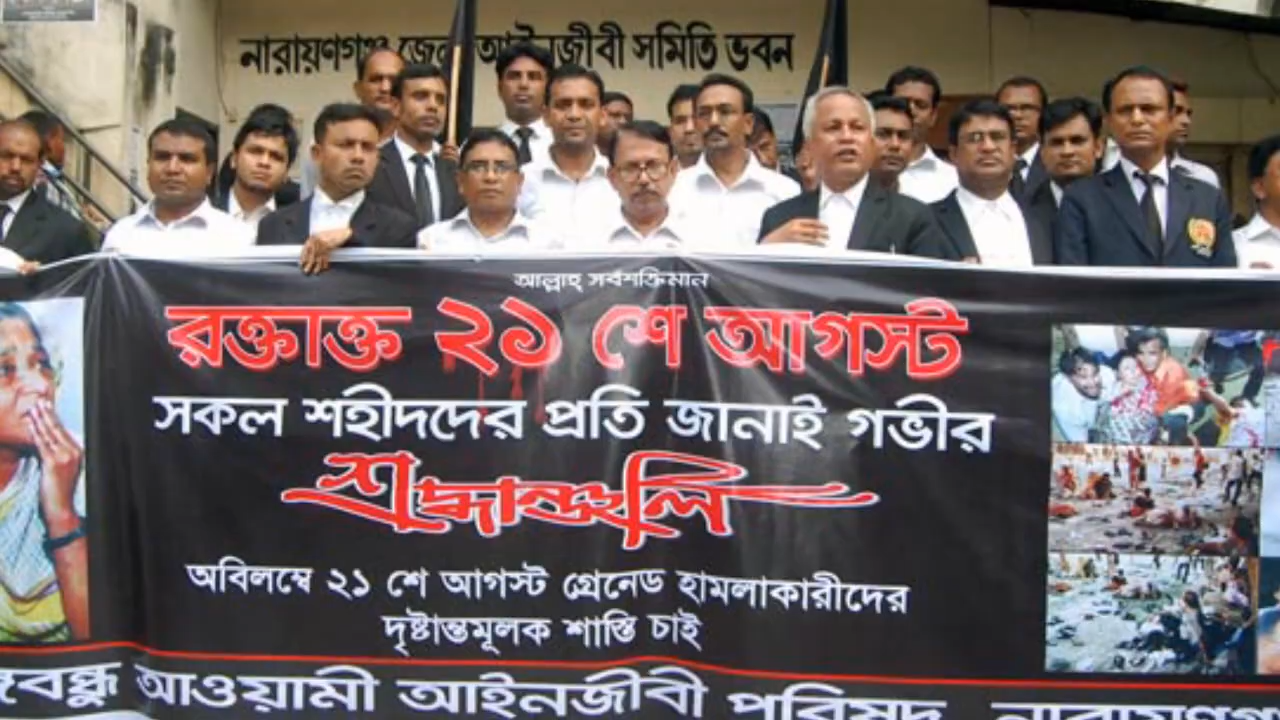 নারায়ণগঞ্জ জেলা আইনজীবী সমিতি ভবন
আল্লাহু সর্বশক্তিমান
রক্তাক্ত ২১ শে আগস্ট
সকল শহীদদের প্রতি জানাই গভীর
শ্রদ্ধাঞ্জলি
অবিলম্বে ২১ শে আগস্ট গ্রেনেড হামলাকারীদের
দৃষ্টান্তমূলক শাস্তি চাই
আওয়ামী আইনজীবী পরিষদ